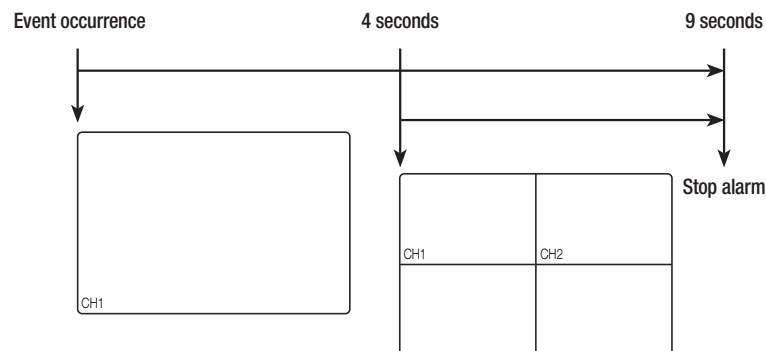 Event occurrence
4 seconds
9 seconds
Stop alarm
CH1
CH2
CH1